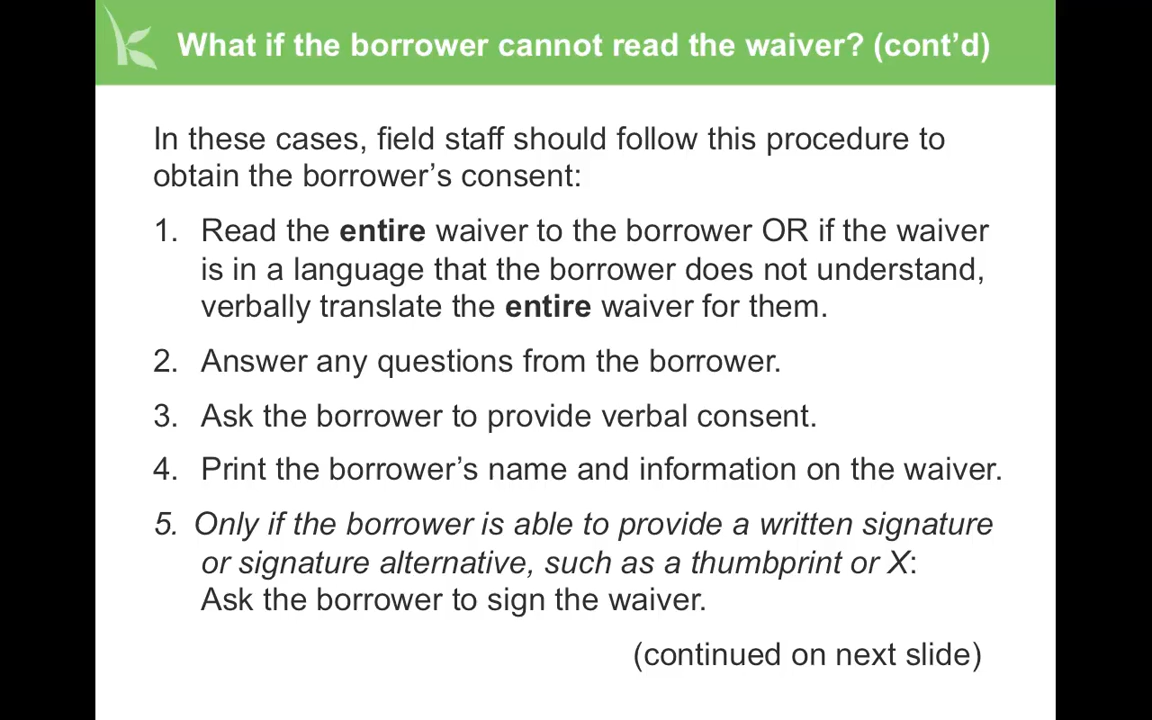 What if the borrower cannot read the waiver? (cont’d)
In these cases, field staff should follow this procedure to
obtain the borrower’s consent:
1. Read the entire waiver to the borrower OR if the waiver
is in a language that the borrower does not understand,
verbally translate the entire waiver for them.
2. Answer any questions from the borrower.
3. Ask the borrower to provide verbal consent.
4. Print the borrower’s name and information on the waiver.
5. Only if the borrower is able to provide a written signature
or signature alternative, such as a thumbprint or X:
Ask the borrower to sign the waiver.
(continued on next slide)